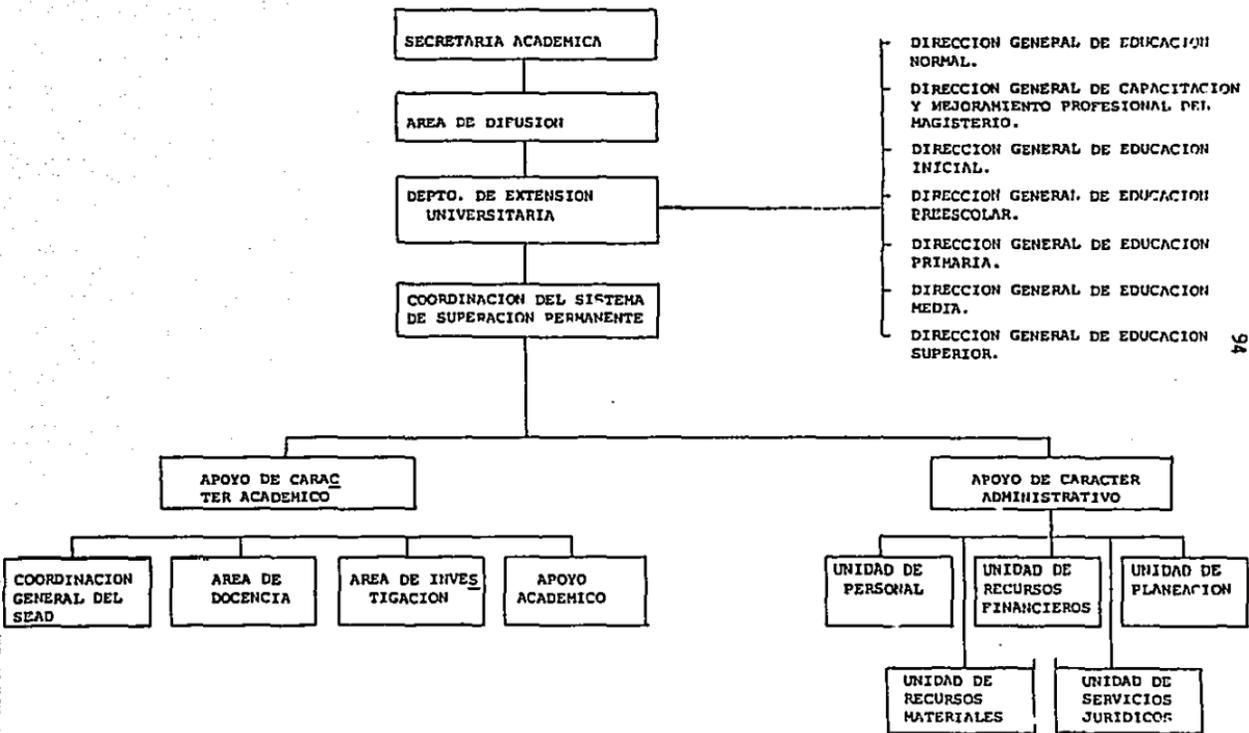 SECRETARIA ACADEMICA
AREA DE DIFUSION
DEPTO. DE EXTENSION
UNIVERSITARIA
COORDINACION DEL SISTEMA
DE SUPERACION PERMANENTE
DIRECCION GENERAL DE EDUCACION
NORMAL.
DIRECCION GENERAL DE CAPACITACION
Y MEJORAMIENTO PROFESIONAL DEL
MAGISTERIO.
DIRECCION GENERAL DE EDUCACION
INICIAL.
DIRECCION GENERAL DE EDUCACION
PREESCOLAR.
DIRECCION GENERAL DE EDUCACION
PRIMARIA.
DIRECCION GENERAL DE EDUCACION
MEDIA.
DIRECCION GENERAL DE EDUCACION
SUPERIOR.
94
APOYO DE CARAC
TER ACADEMICO
APOYO DE CARACTER
ADMINISTRATIVO
COORDINACION
GENERAL DEL
SEAD
AREA DE
DOCENCIA
AREA DE INVES
TIGACION
APOYO
ACADEMICO
UNIDAD DE
PERSONAL
UNIDAD DE
RECURSOS
FINANCIEROS
UNIDAD DE
PLANEACION
UNIDAD DE
RECURSOS
MATERIALES
UNIDAD DE
SERVICIOS
JURIDICOS